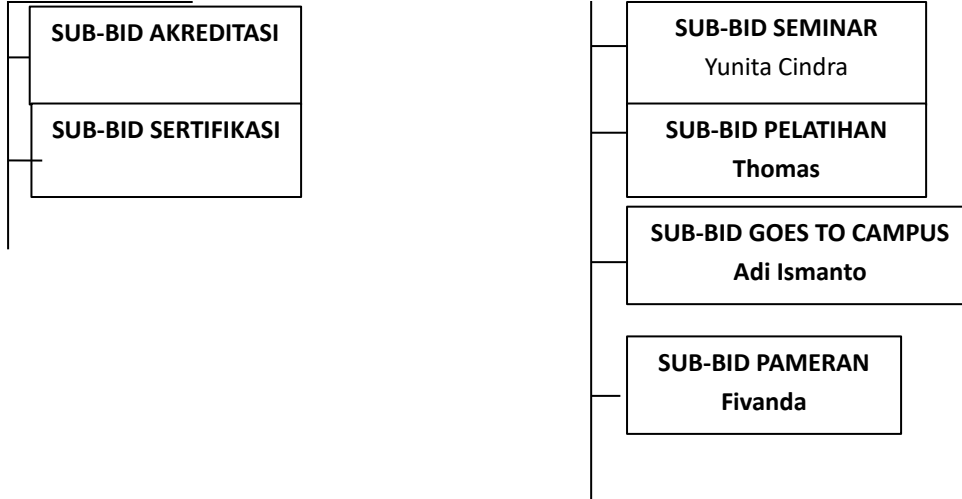 SUB-BID AKREDITASI
SUB-BID SERTIFIKASI
SUB-BID SEMINAR
Yunita Cindra
SUB-BID PELATIHAN
Thomas
SUB-BID GOES TO CAMPUS
Adi Ismanto
SUB-BID PAMERAN
Fivanda